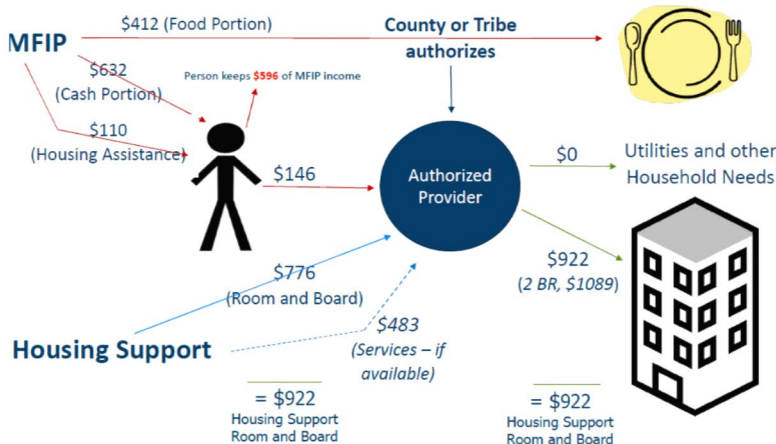 $412 (Food Portion)
MFIP
County or Tribe
authorizes
$632
(Cash Portion)
Person keeps $596 of MFIP income
$110
(Housing Assistance)
$146
Authorized
Provider
$0
Utilities and other
Household Needs
$776
(Room and Board)
$922
(2 BR, $1089)
Housing Support
$483
(Services – if
available)
= $922
Housing Support
Room and Board
= $922
Housing Support
Room and Board